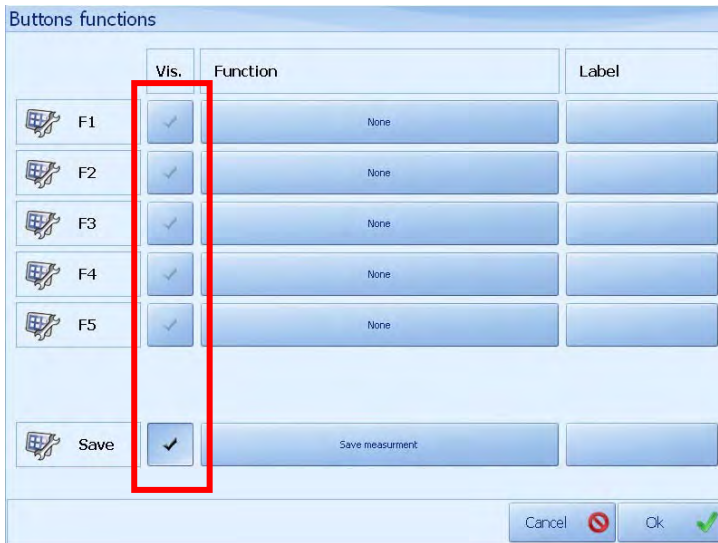 Buttons functions
Vis. Function Label
F1 None
F2 None
F3 None
F4 None
F5 None
Save Save measurment
Cancel Ok